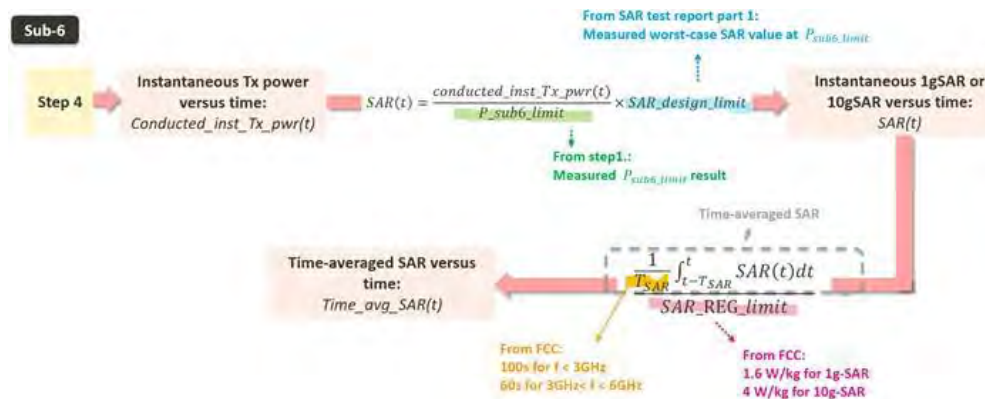 Sub-6
From SAR test report part 1:
Measured worst-case SAR value at P_sub6_limit
Step 4
Instantaneous Tx power
versus time:
Conducted_inst_Tx_pwr(t)
SAR(t) = conducted_inst_Tx_pwr(t) / P_sub6_limit × SAR_design_limit
Instantaneous 1gSAR or
10gSAR versus time:
SAR(t)
From step1.:
Measured P_sub6_limit result
Time-averaged SAR
Time-averaged SAR versus
time:
Time_avg_SAR(t)
1/T_SAR ∫_{t−T_SAR}^{t} SAR(t)dt
SAR_REG_limit
From FCC:
100s for f < 3GHz
60s for 3GHz< f < 6GHz
From FCC:
1.6 W/kg for 1g-SAR
4 W/kg for 10g-SAR